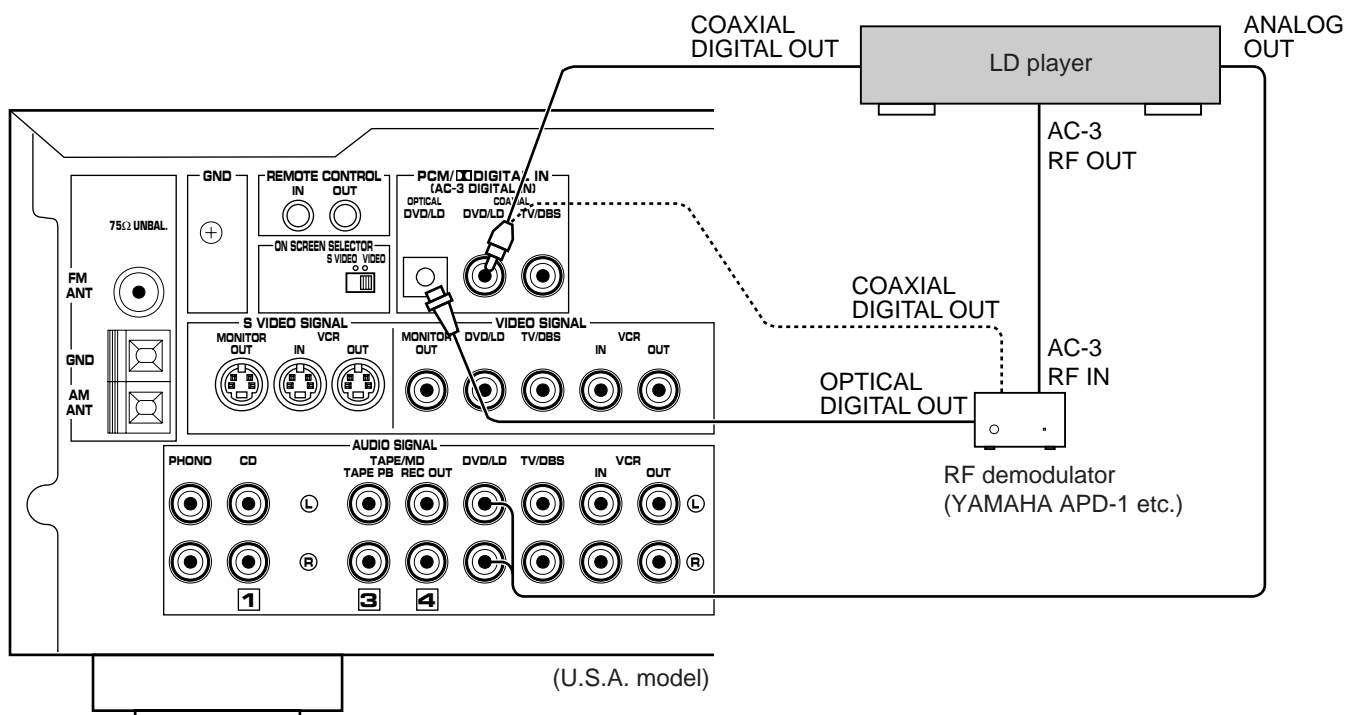 COAXIAL
DIGITAL OUT
ANALOG
OUT
LD player
AC-3
RF OUT
GND
REMOTE CONTROL
IN OUT
PCM/ DIGITAL IN
(AC-3 DIGITAL IN)
OPTICAL COAXIAL
DVD/LD DVD/LD TV/DBS
75Ω UNBAL.
ON SCREEN SELECTOR
S VIDEO VIDEO
FM
ANT
COAXIAL
DIGITAL OUT
S VIDEO SIGNAL
MONITOR VCR
OUT IN OUT
VIDEO SIGNAL
MONITOR DVD/LD TV/DBS VCR
OUT IN OUT
GND
AM
ANT
AC-3
RF IN
OPTICAL
DIGITAL OUT
AUDIO SIGNAL
PHONO CD TAPE/MD DVD/LD TV/DBS VCR
TAPE PB REC OUT IN OUT
L L
R R
1 3 4
RF demodulator
(YAMAHA APD-1 etc.)
(U.S.A. model)